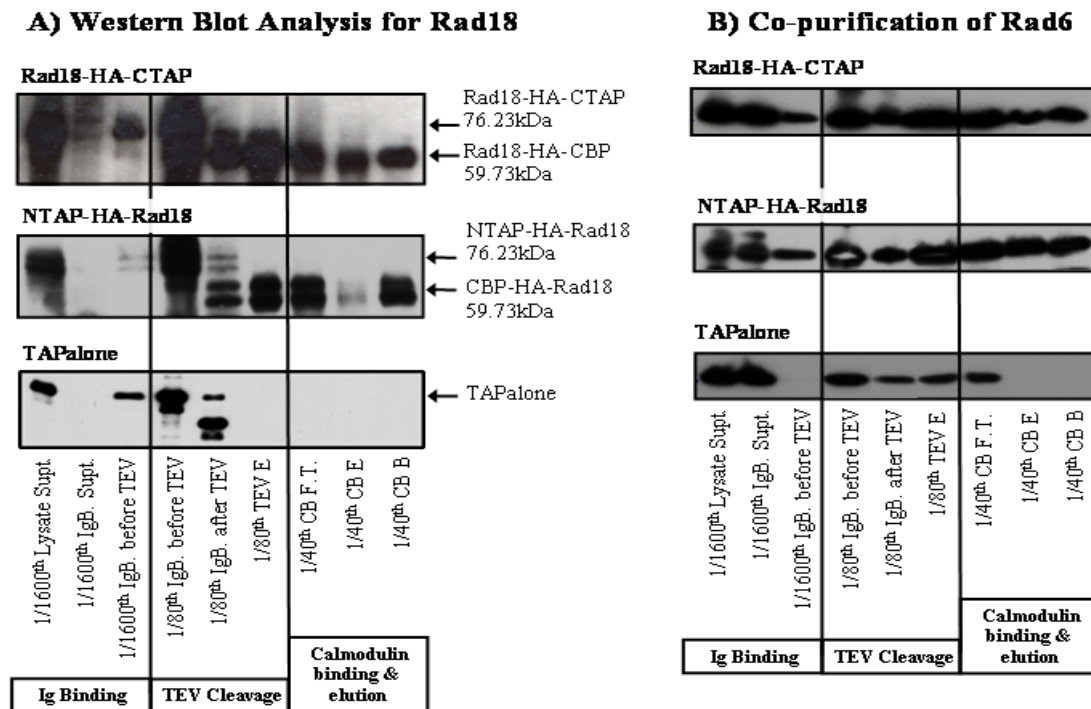 A) Western Blot Analysis for Rad18
Rad18-HA-CTAP
Rad18-HA-CTAP
76.23kDa
Rad18-HA-CBP
59.73kDa
NTAP-HA-Rad18
NTAP-HA-Rad18
76.23kDa
CBP-HA-Rad18
59.73kDa
TAPalone
TAPalone
1/1600th Lysate Supt.
1/1600th IgB. Supt.
1/1600th IgB. before TEV
1/80th IgB. before TEV
1/80th IgB. after TEV
1/80th TEV E
1/40th CB F.T.
1/40th CB E
1/40th CB B
Ig Binding
TEV Cleavage
Calmodulin
binding &
elution
B) Co-purification of Rad6
Rad18-HA-CTAP
NTAP-HA-Rad18
TAPalone
1/1600th Lysate Supt.
1/1600th IgB. Supt.
1/1600th IgB. before TEV
1/80th IgB. before TEV
1/80th IgB. after TEV
1/80th TEV E
1/40th CB F.T.
1/40th CB E
1/40th CB B
Ig Binding
TEV Cleavage
Calmodulin
binding &
elution